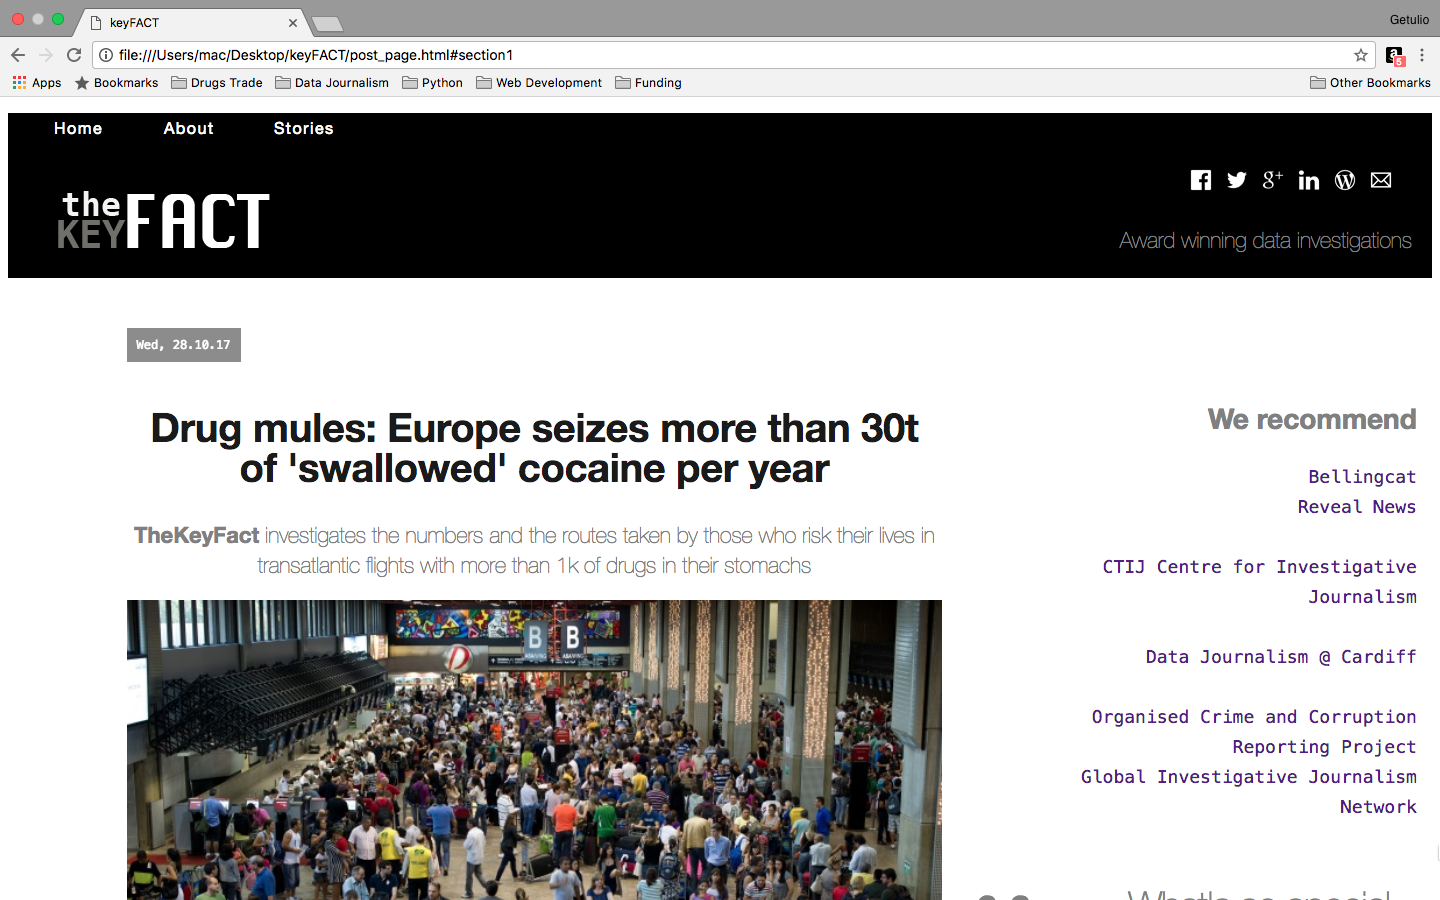 keyFACT
Getulio
file:///Users/mac/Desktop/keyFACT/post_page.html#section1
a
5
Apps Bookmarks Drugs Trade Data Journalism Python Web Development Funding Other Bookmarks
Home About Stories
the
KEYFACT
Award winning data investigations
Wed, 28.10.17
Drug mules: Europe seizes more than 30t
of 'swallowed' cocaine per year
TheKeyFact investigates the numbers and the routes taken by those who risk their lives in
transatlantic flights with more than 1k of drugs in their stomachs
B B
We recommend
Bellingcat
Reveal News
CTIJ Centre for Investigative
Journalism
Data Journalism @ Cardiff
Organised Crime and Corruption
Reporting Project
Global Investigative Journalism
Network
What's so special